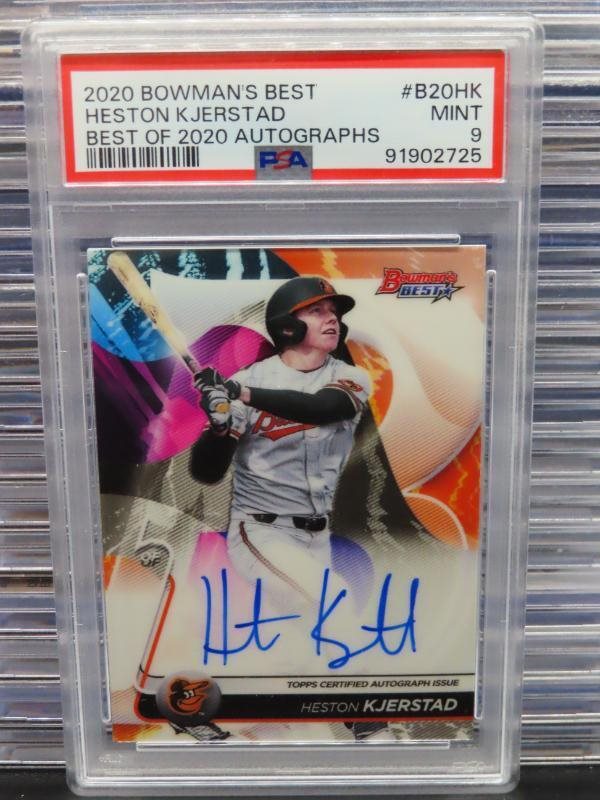 2020 BOWMAN'S BEST #B20HK
HESTON KJERSTAD MINT
BEST OF 2020 AUTOGRAPHS 9
PSA 91902725
Bowman's
BEST
TOPPS CERTIFIED AUTOGRAPH ISSUE
HESTON KJERSTAD